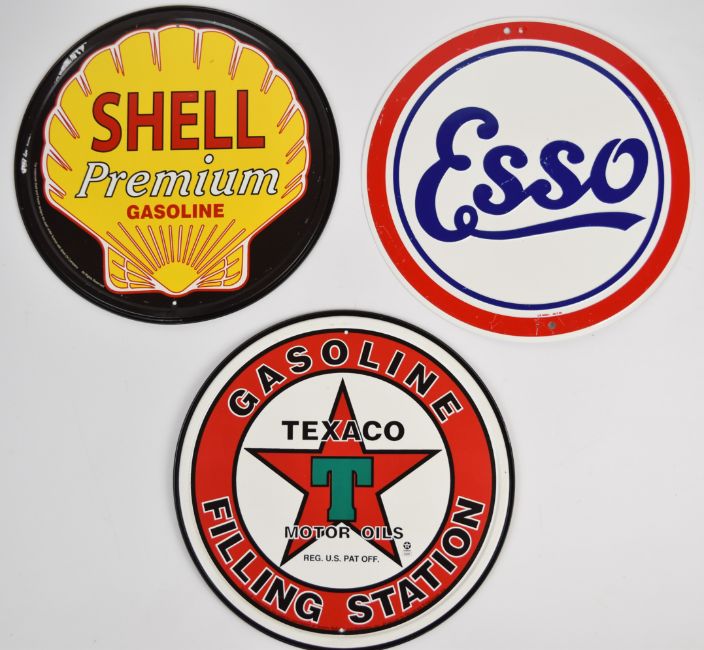 SHELL
Premium
GASOLINE
Esso
GASOLINE
TEXACO
T
MOTOR OILS
REG. U.S. PAT OFF.
FILLING STATION